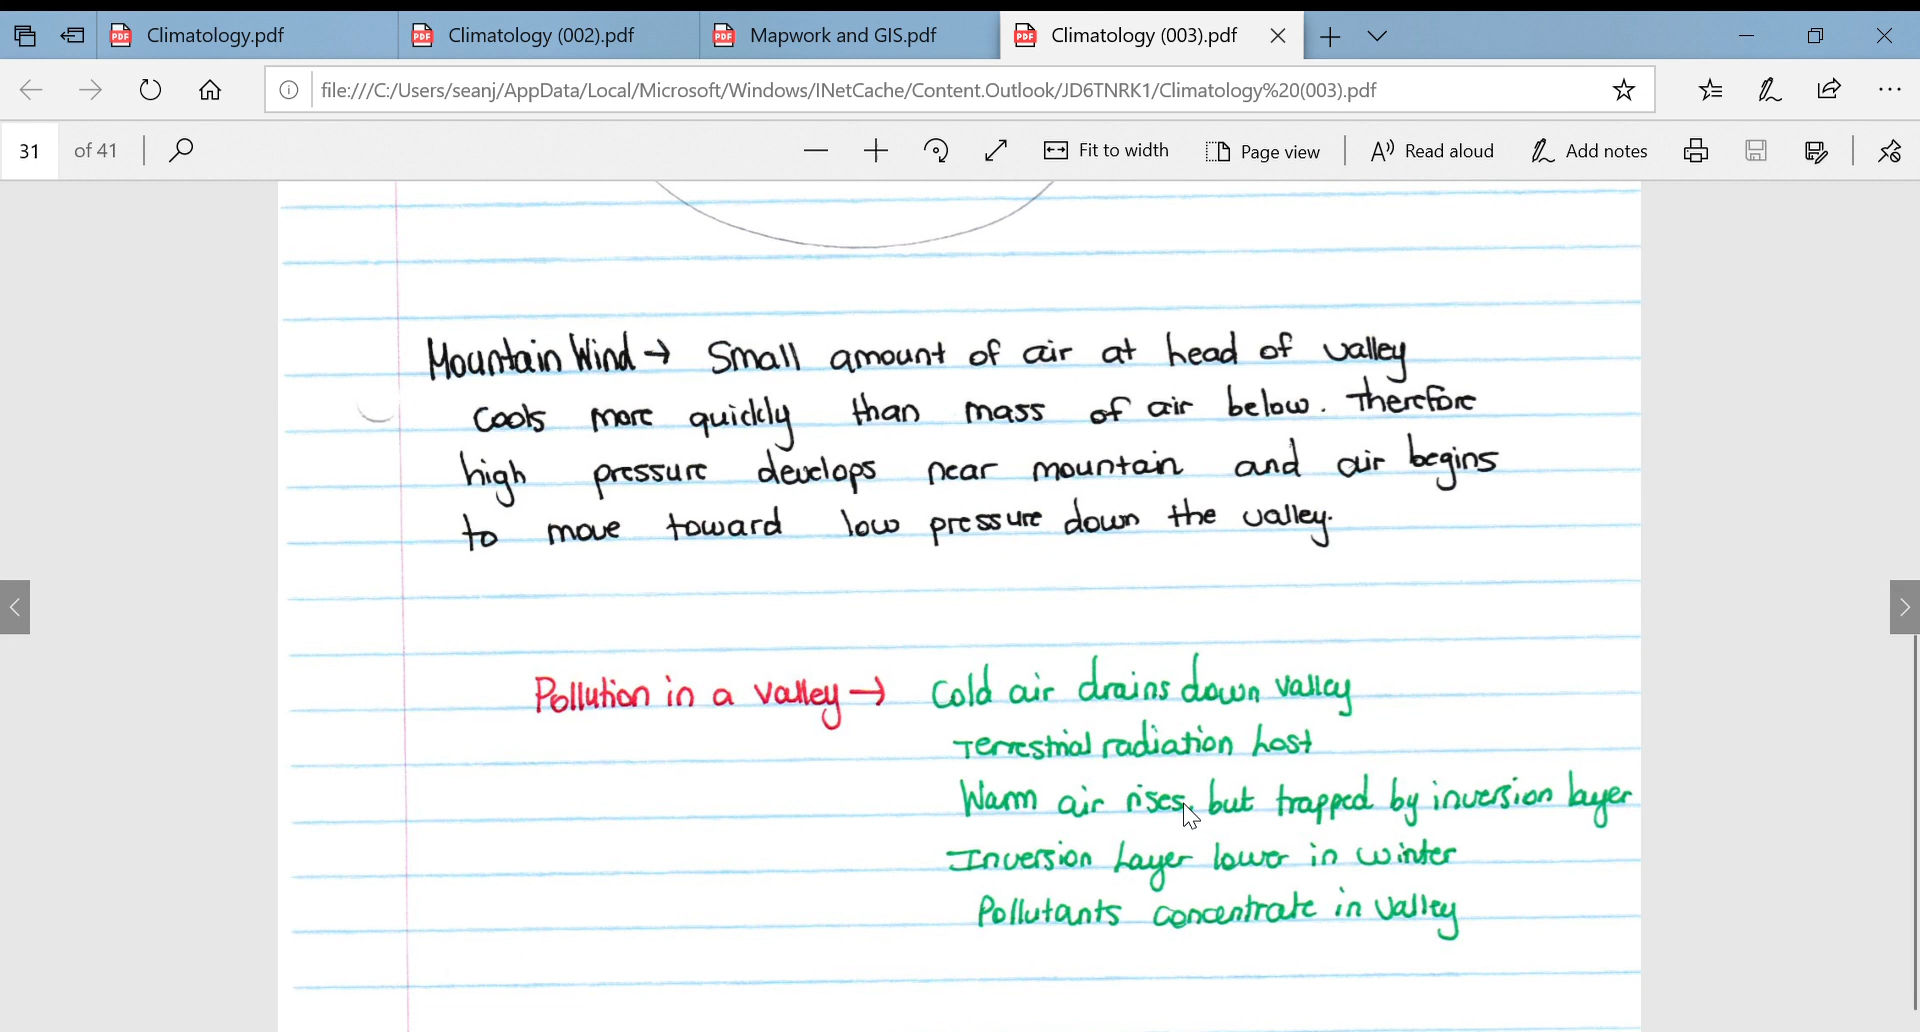 Climatology.pdf
Climatology (002).pdf
Mapwork and GIS.pdf
Climatology (003).pdf
file:///C:/Users/seanj/AppData/Local/Microsoft/Windows/INetCache/Content.Outlook/JD6TNRK1/Climatology%20(003).pdf
31 of 41
Fit to width
Page view
Read aloud
Add notes
Mountain Wind → Small amount of air at head of valley
cools more quickly than mass of air below. Therefore
high pressure develops near mountain and air begins
to move toward low pressure down the valley.
Pollution in a valley → Cold air drains down valley
Terrestrial radiation Lost
Warm air rises, but trapped by inversion layer
Inversion Layer lower in winter
Pollutants concentrate in valley